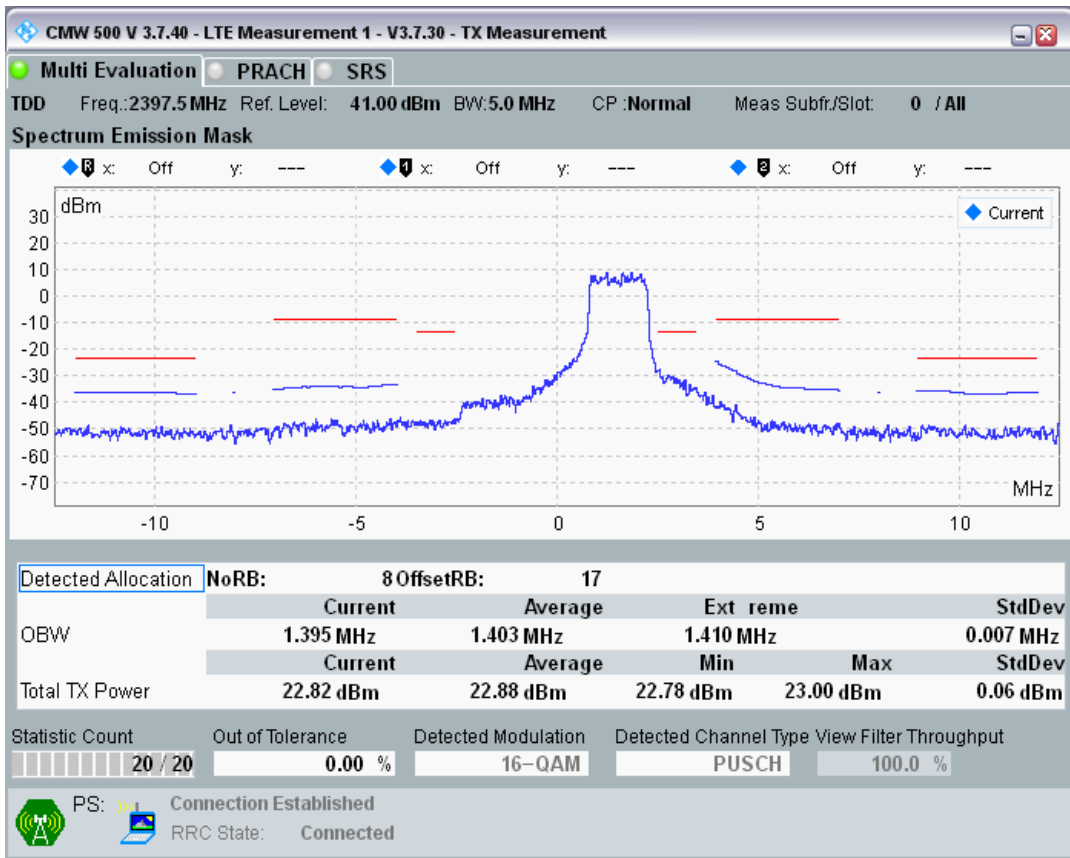 CMW 500 V 3.7.40 - LTE Measurement 1 - V3.7.30 - TX Measurement
Multi Evaluation PRACH SRS
TDD Freq.:2397.5 MHz Ref. Level: 41.00 dBm BW:5.0 MHz CP :Normal Meas Subfr./Slot: 0 / All
Spectrum Emission Mask
R x: Off y: --- 1 x: Off y: --- 2 x: Off y: ---
dBm
Current
30
20
10
0
-10
-20
-30
-40
-50
-60
-70
MHz
-10 -5 0 5 10
Detected Allocation NoRB: 8 OffsetRB: 17
Current Average Ext reme StdDev
OBW 1.395 MHz 1.403 MHz 1.410 MHz 0.007 MHz
Current Average Min Max StdDev
Total TX Power 22.82 dBm 22.88 dBm 22.78 dBm 23.00 dBm 0.06 dBm
Statistic Count Out of Tolerance Detected Modulation Detected Channel Type View Filter Throughput
20 / 20 0.00 % 16-QAM PUSCH 100.0 %
PS: Connection Established
RRC State: Connected